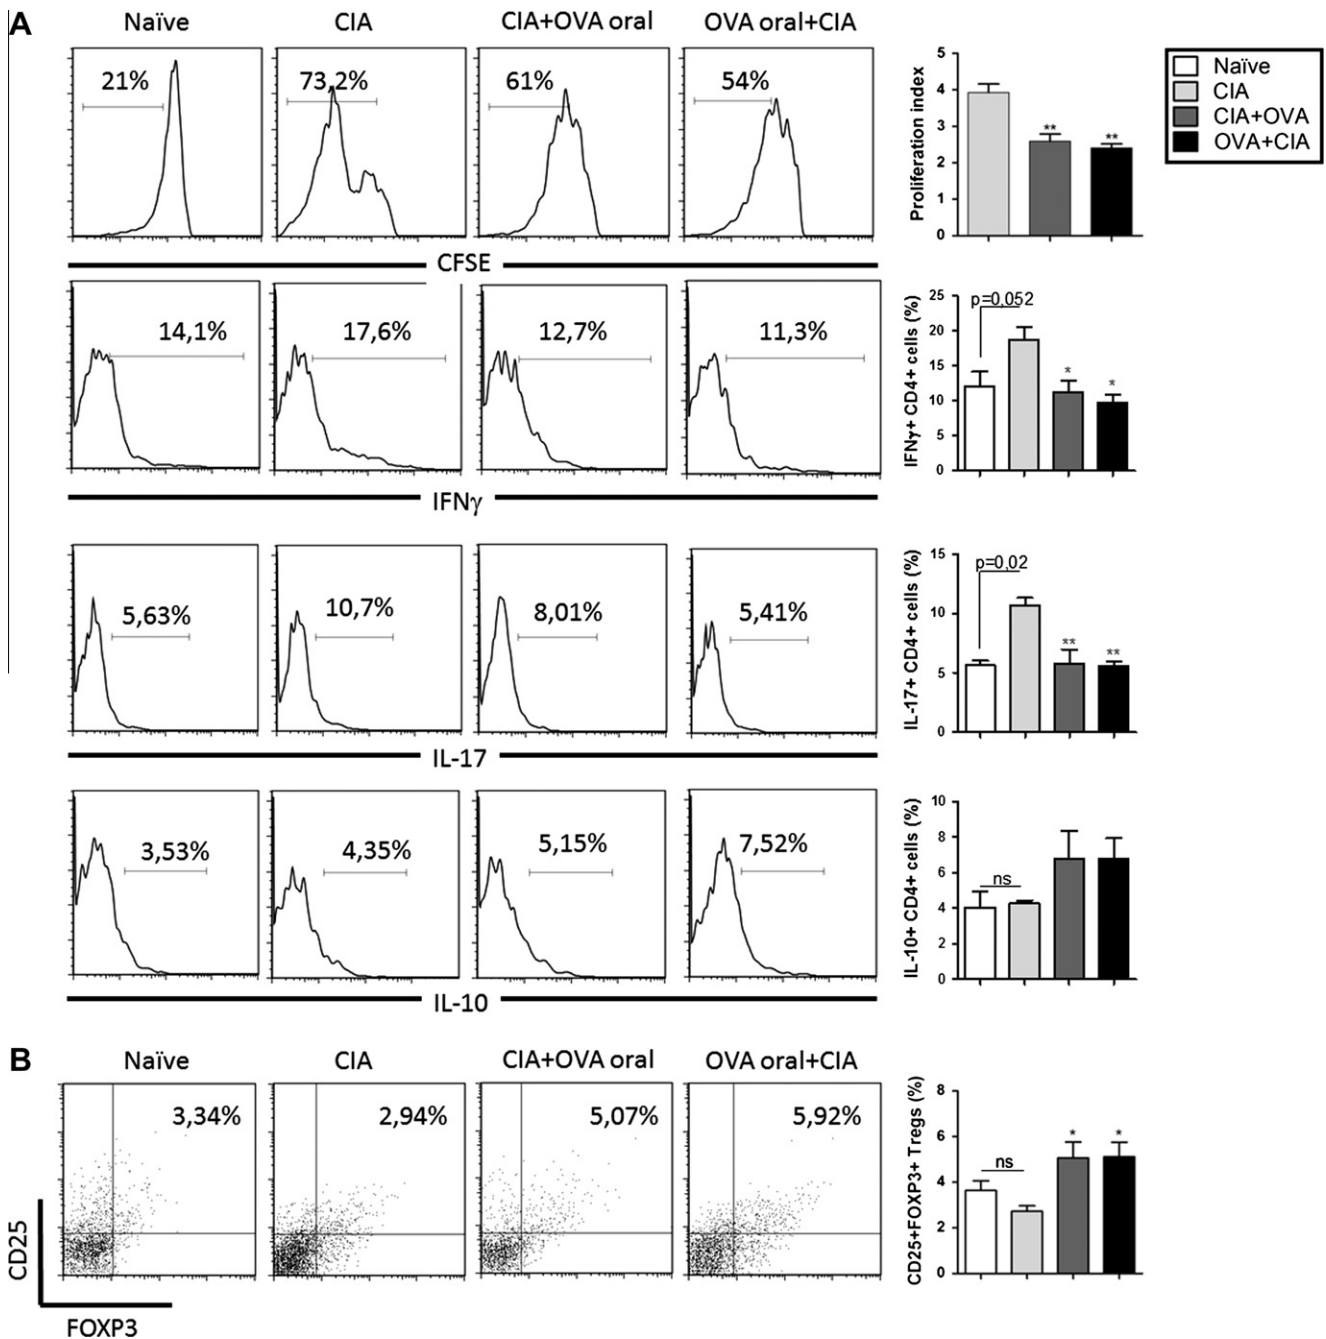 A
Naïve CIA CIA+OVA oral OVA oral+CIA
21% 73,2% 61% 54%
CFSE
Proliferation index
5
4
3
2
1
0
** **
Naïve
CIA
CIA+OVA
OVA+CIA
14,1% 17,6% 12,7% 11,3%
IFNγ
IFNγ+ CD4+ cells (%)
25
20
15
10
5
0
p=0,052
* *
5,63% 10,7% 8,01% 5,41%
IL-17
IL-17+ CD4+ cells (%)
15
10
5
0
p=0,02
** **
3,53% 4,35% 5,15% 7,52%
IL-10
IL-10+ CD4+ cells (%)
10
8
6
4
2
0
ns
B
Naïve CIA CIA+OVA oral OVA oral+CIA
3,34% 2,94% 5,07% 5,92%
CD25
FOXP3
CD25+FOXP3+ Tregs (%)
8
6
4
2
0
ns
* *